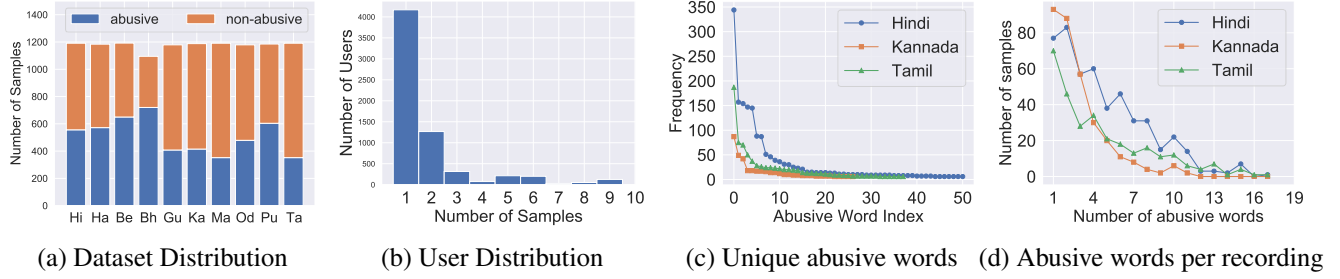 abusive non-abusive
Number of Samples
1400
1200
1000
800
600
400
200
0
Hi Ha Be Bh Gu Ka Ma Od Pu Ta
(a) Dataset Distribution
Number of Users
4000
3500
3000
2500
2000
1500
1000
500
0
1 2 3 4 5 6 7 8 9 10
Number of Samples
(b) User Distribution
Hindi
Kannada
Tamil
Frequency
350
300
250
200
150
100
50
0
0 10 20 30 40 50
Abusive Word Index
(c) Unique abusive words
Hindi
Kannada
Tamil
Number of samples
80
60
40
20
0
1 4 7 10 13 16 19
Number of abusive words
(d) Abusive words per recording